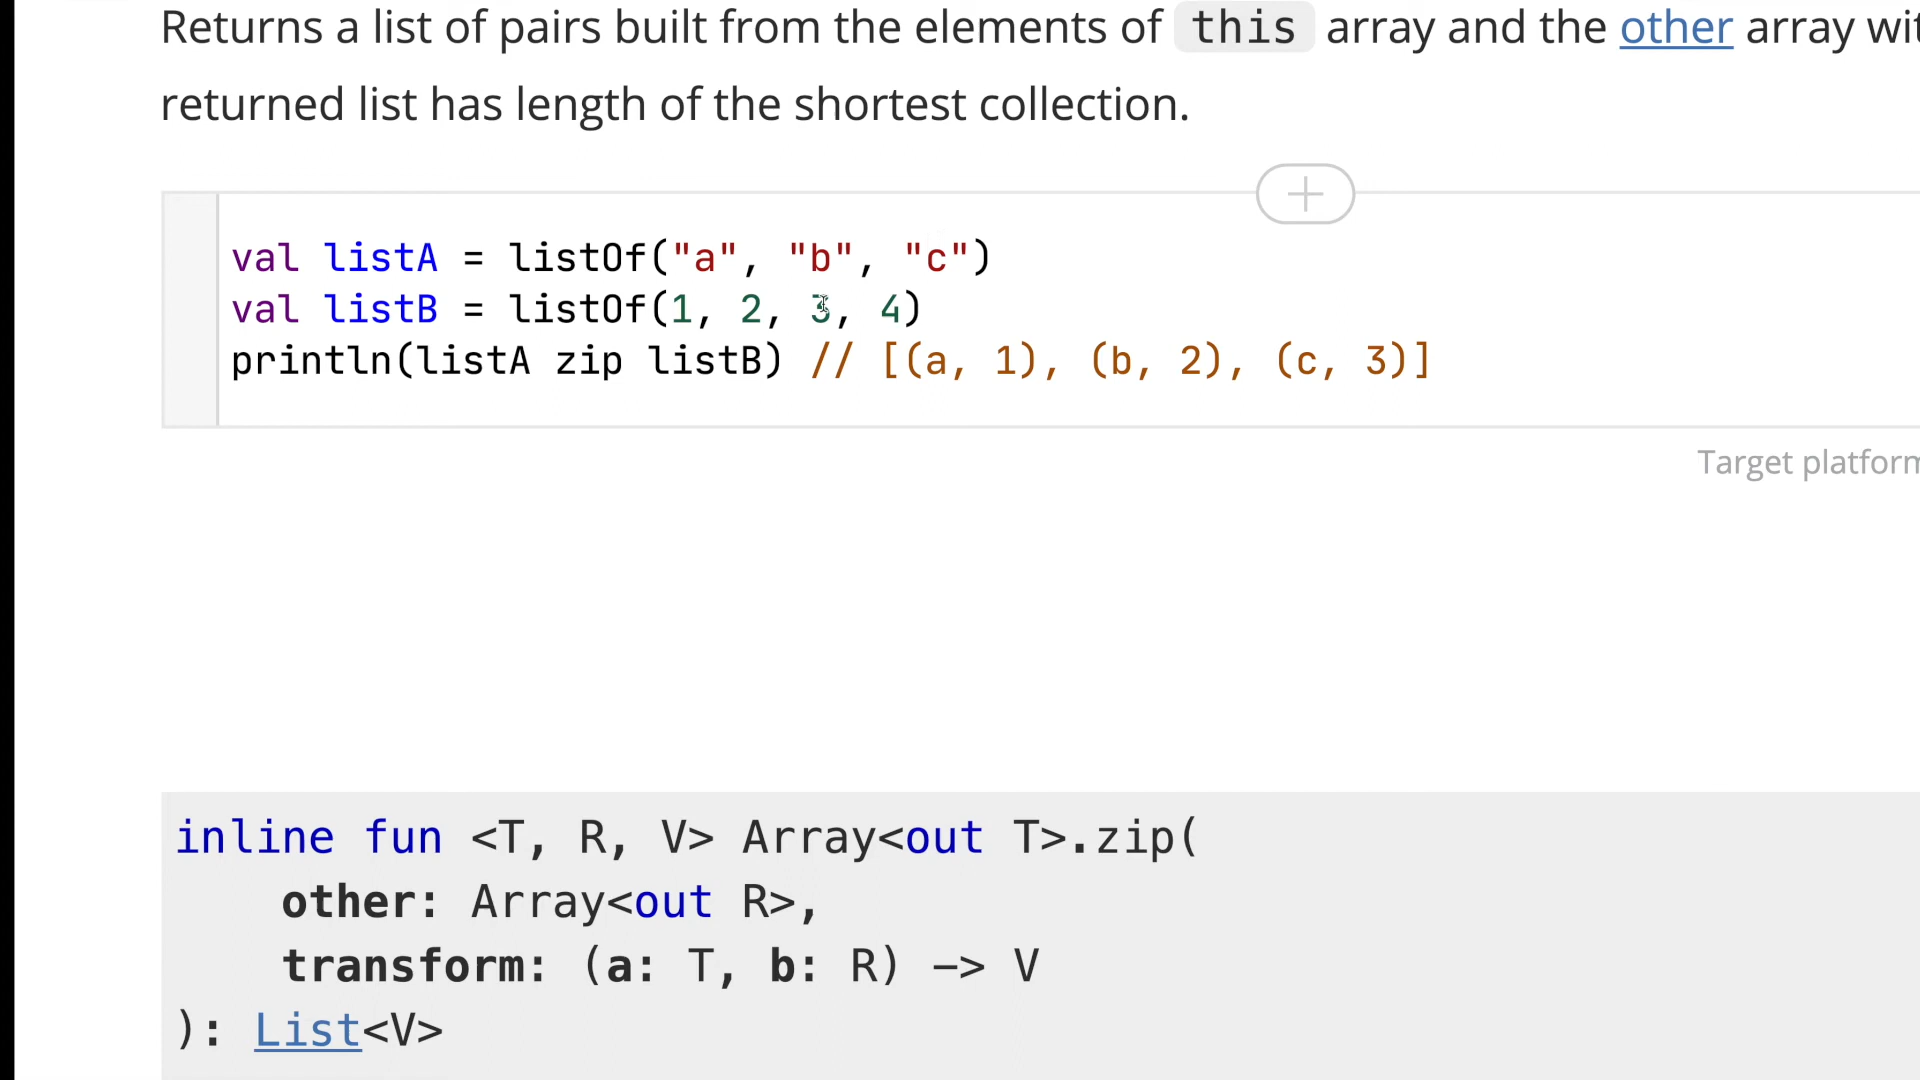 Returns a list of pairs built from the elements of this array and the other array
returned list has length of the shortest collection.
val listA = listOf("a", "b", "c")
val listB = listOf(1, 2, 3, 4)
println(listA zip listB) // [(a, 1), (b, 2), (c, 3)]
Target platform
inline fun <T, R, V> Array<out T>.zip(
other: Array<out R>,
transform: (a: T, b: R) -> V
): List<V>